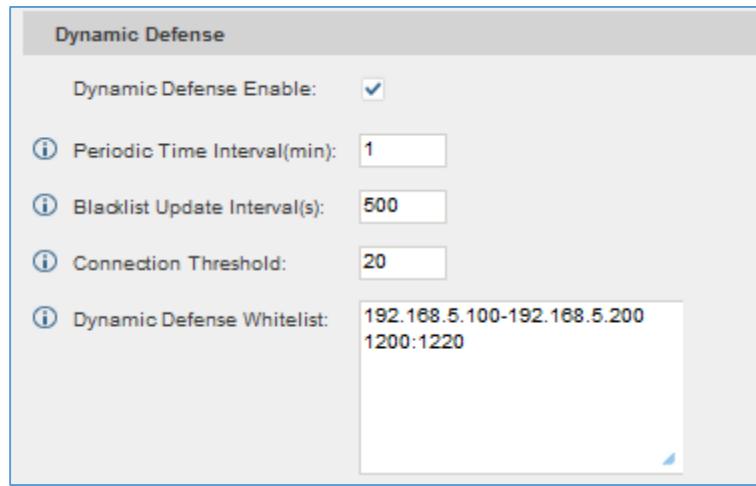 Dynamic Defense
Dynamic Defense Enable:
Periodic Time Interval(min): 1
Blacklist Update Interval(s): 500
Connection Threshold: 20
Dynamic Defense Whitelist: 192.168.5.100-192.168.5.200
1200:1220